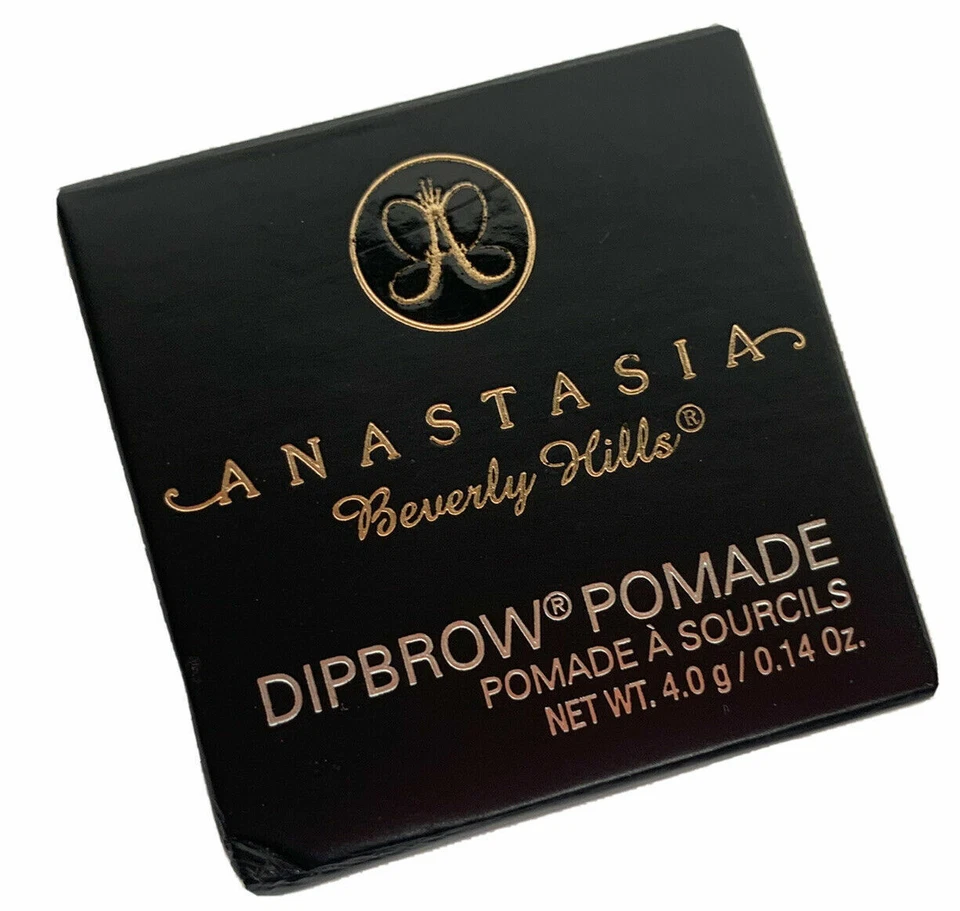 ANASTASIA
Beverly Hills®
DIPBROW® POMADE
POMADE À SOURCILS
NET WT. 4.0 g / 0.14 Oz.